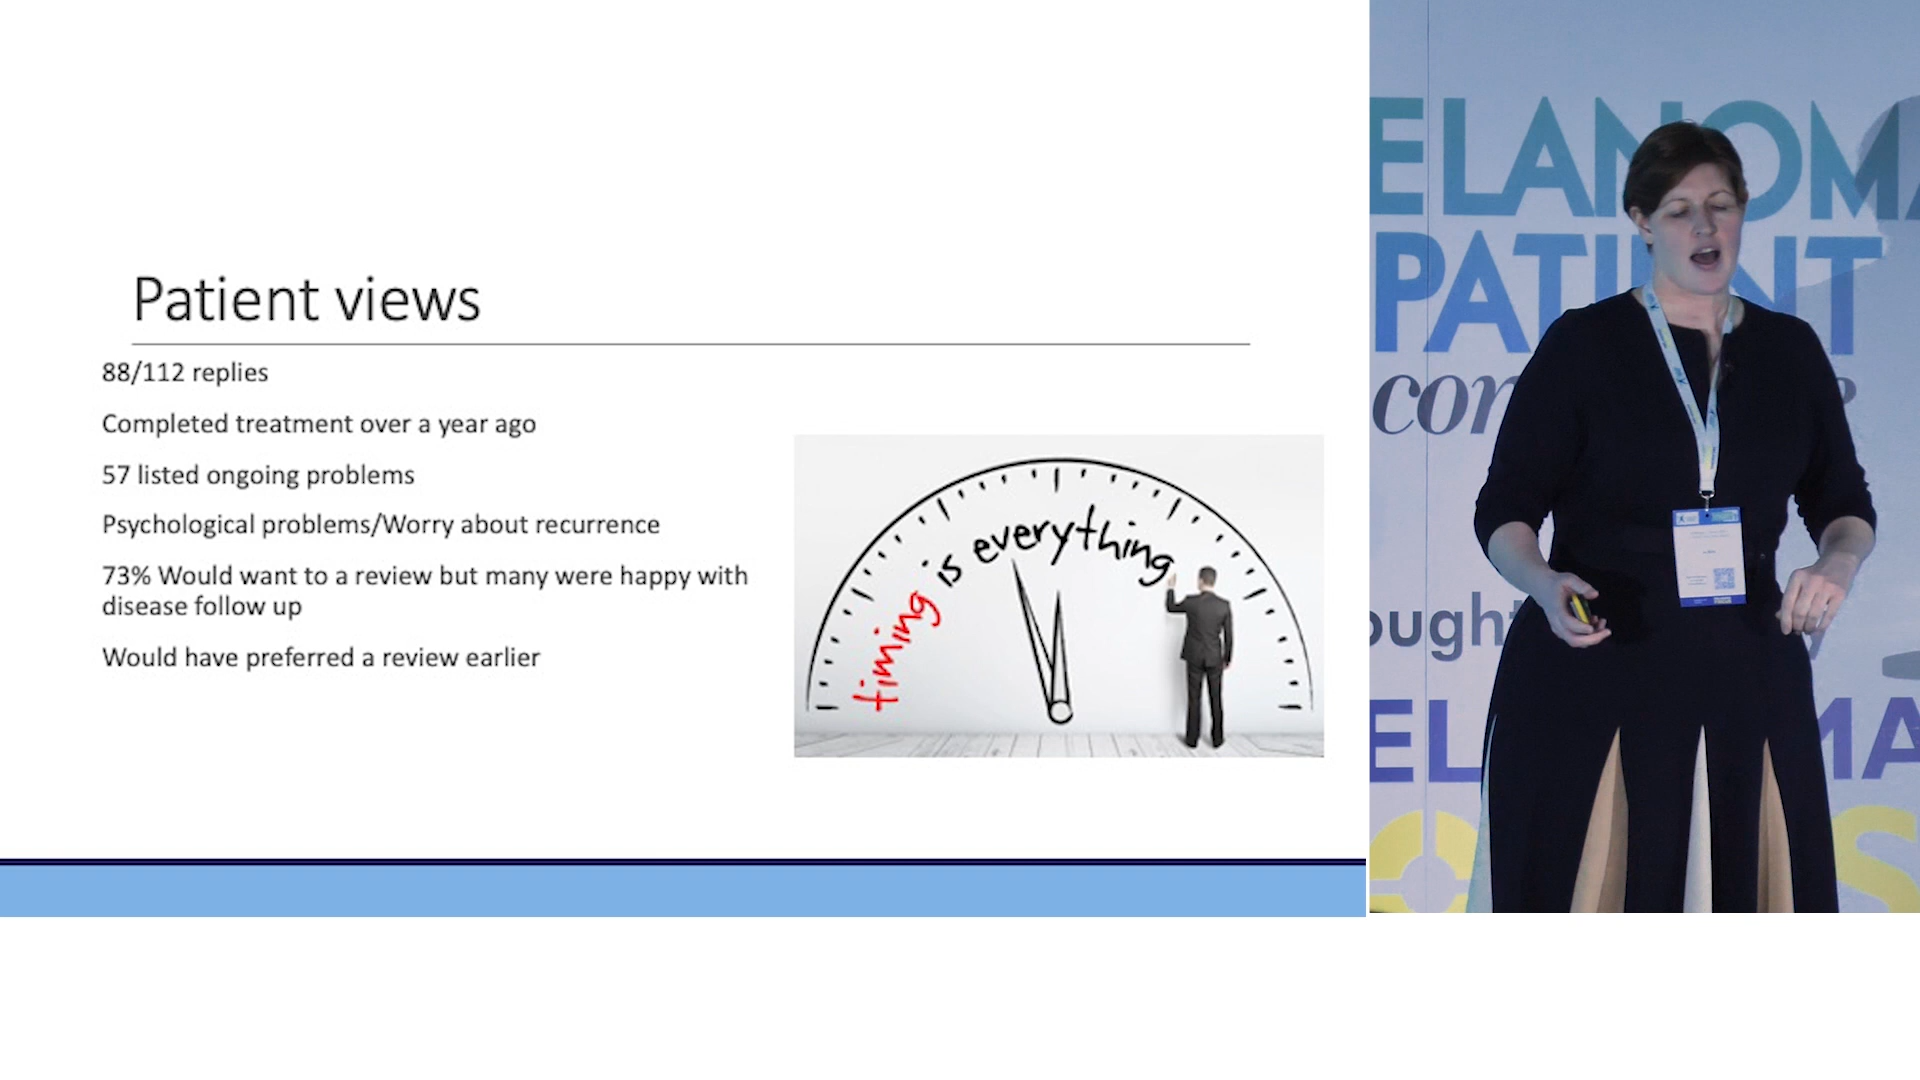 Patient views
88/112 replies
Completed treatment over a year ago
57 listed ongoing problems
Psychological problems/Worry about recurrence
73% Would want to a review but many were happy with
disease follow up
Would have preferred a review earlier
timing is everything
ELANOMA
PATIENT
con
ought
EL MA